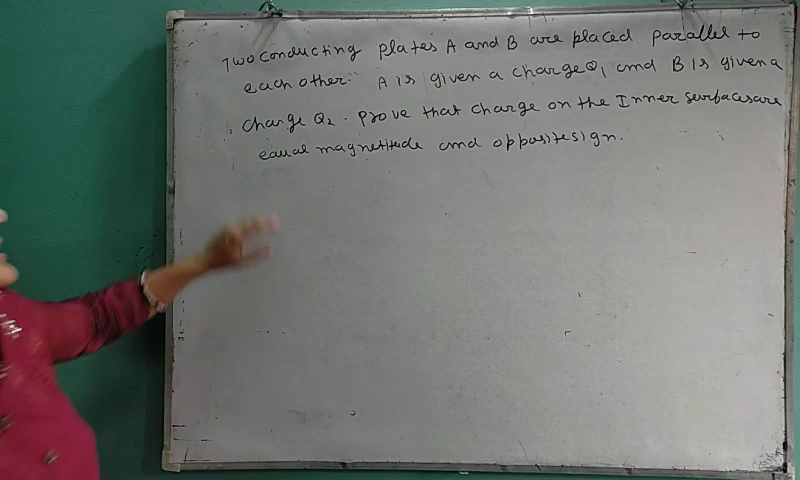 Two conducting plates A and B are placed parallel to
each other. A is given a charge Q1 and B is given a
charge Q2. Prove that charge on the Inner surfaces are
equal magnetitude and opposite sign.